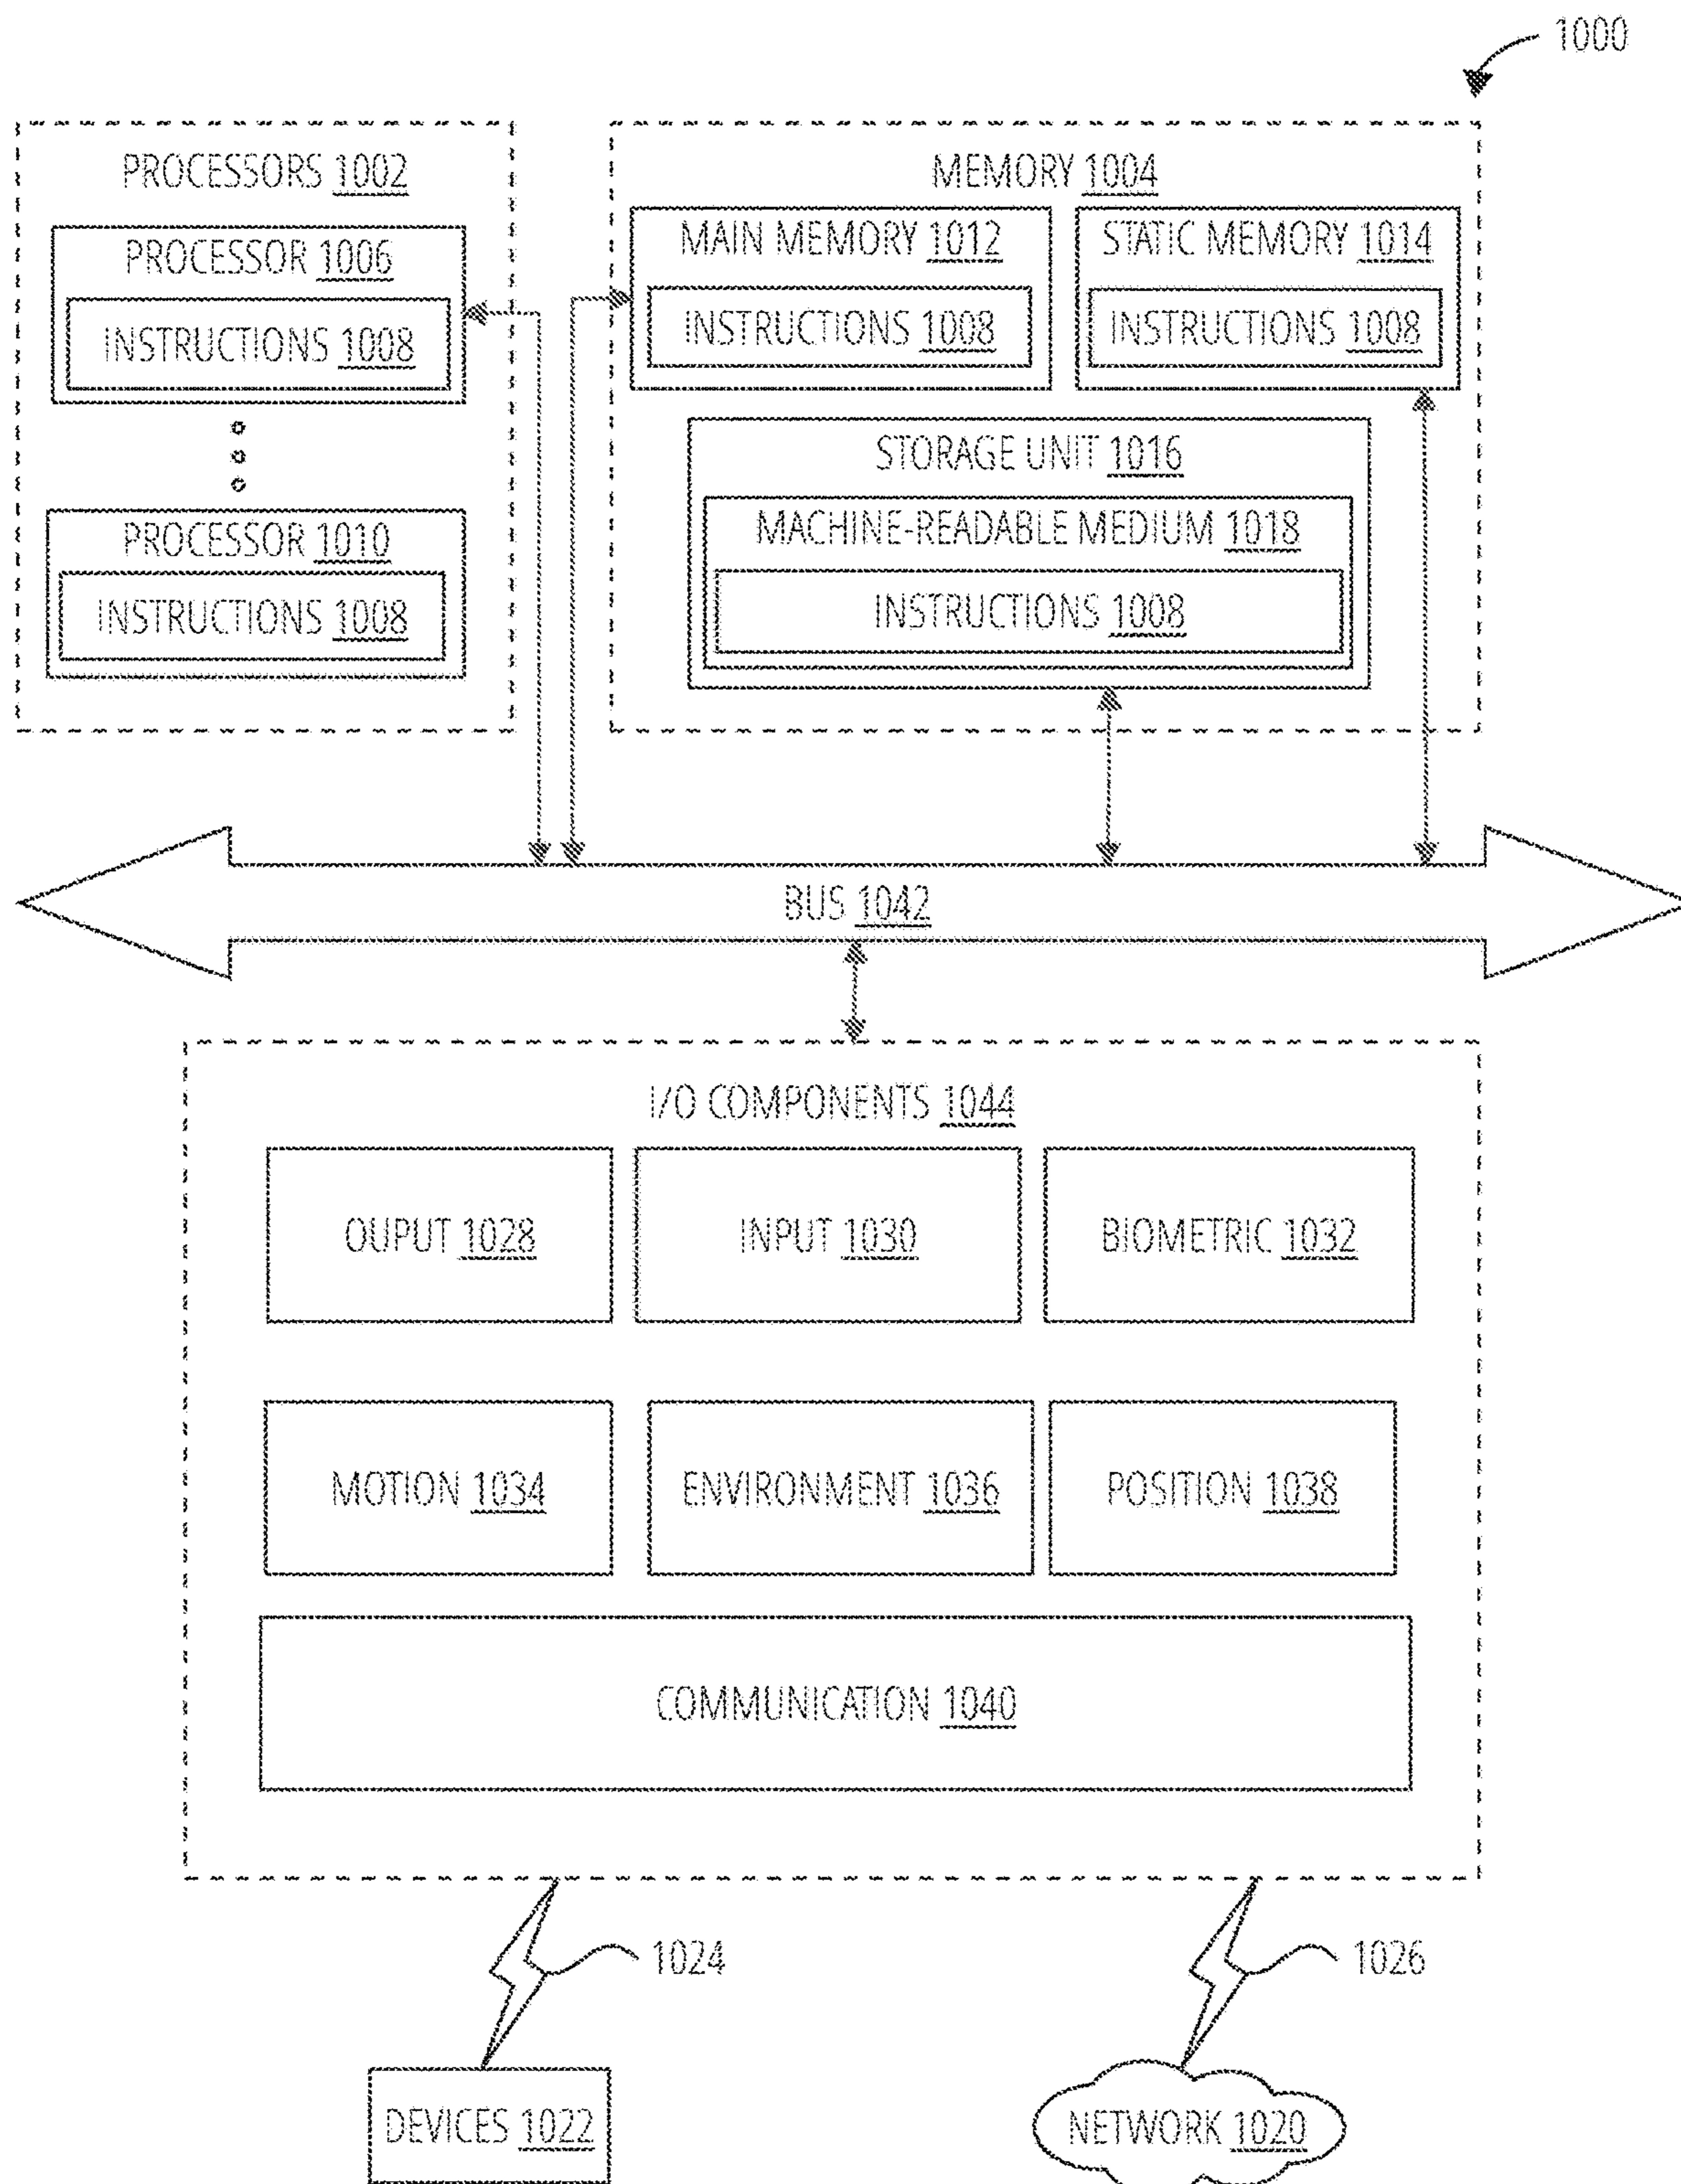 1000
PROCESSORS 1002
PROCESSOR 1006
INSTRUCTIONS 1008
PROCESSOR 1010
INSTRUCTIONS 1008
MEMORY 1004
MAIN MEMORY 1012
INSTRUCTIONS 1008
STATIC MEMORY 1014
INSTRUCTIONS 1008
STORAGE UNIT 1016
MACHINE-READABLE MEDIUM 1018
INSTRUCTIONS 1008
BUS 1042
I/O COMPONENTS 1044
OUPUT 1028
INPUT 1030
BIOMETRIC 1032
MOTION 1034
ENVIRONMENT 1036
POSITION 1038
COMMUNICATION 1040
1024
1026
DEVICES 1022
NETWORK 1020